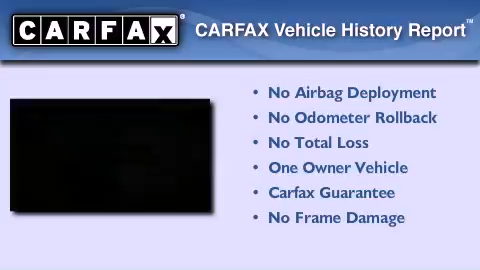 CARFAX® CARFAX Vehicle History Report™
• No Airbag Deployment
• No Odometer Rollback
• No Total Loss
• One Owner Vehicle
• Carfax Guarantee
• No Frame Damage